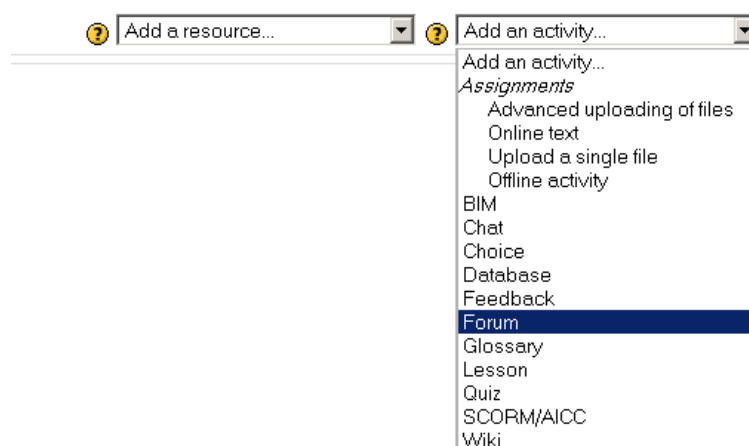 Add a resource... Add an activity...
Add an activity...
Assignments
Advanced uploading of files
Online text
Upload a single file
Offline activity
BIM
Chat
Choice
Database
Feedback
Forum
Glossary
Lesson
Quiz
SCORM/AICC
Wiki